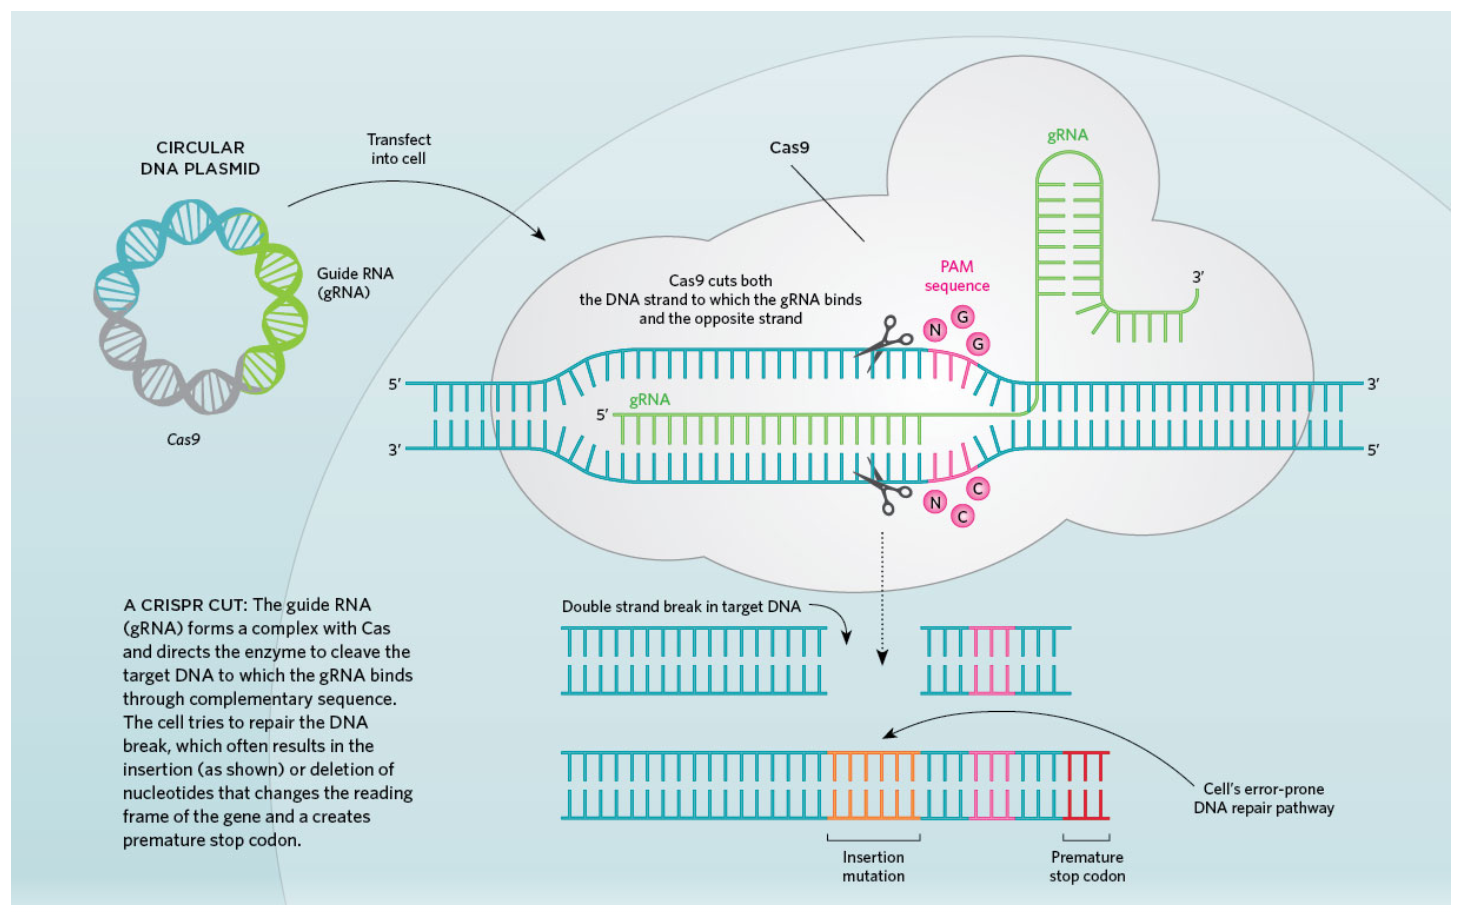 CIRCULAR
DNA PLASMID
Transfect
into cell
Guide RNA
(gRNA)
Cas9
Cas9
gRNA
3'
Cas9 cuts both
the DNA strand to which the gRNA binds
and the opposite strand
PAM
sequence
N
G
G
5'
3'
gRNA
5'
3'
5'
N
C
C
A CRISPR CUT: The guide RNA
(gRNA) forms a complex with Cas
and directs the enzyme to cleave the
target DNA to which the gRNA binds
through complementary sequence.
The cell tries to repair the DNA
break, which often results in the
insertion (as shown) or deletion of
nucleotides that changes the reading
frame of the gene and a creates
premature stop codon.
Double strand break in target DNA
Cell's error-prone
DNA repair pathway
Insertion
mutation
Premature
stop codon